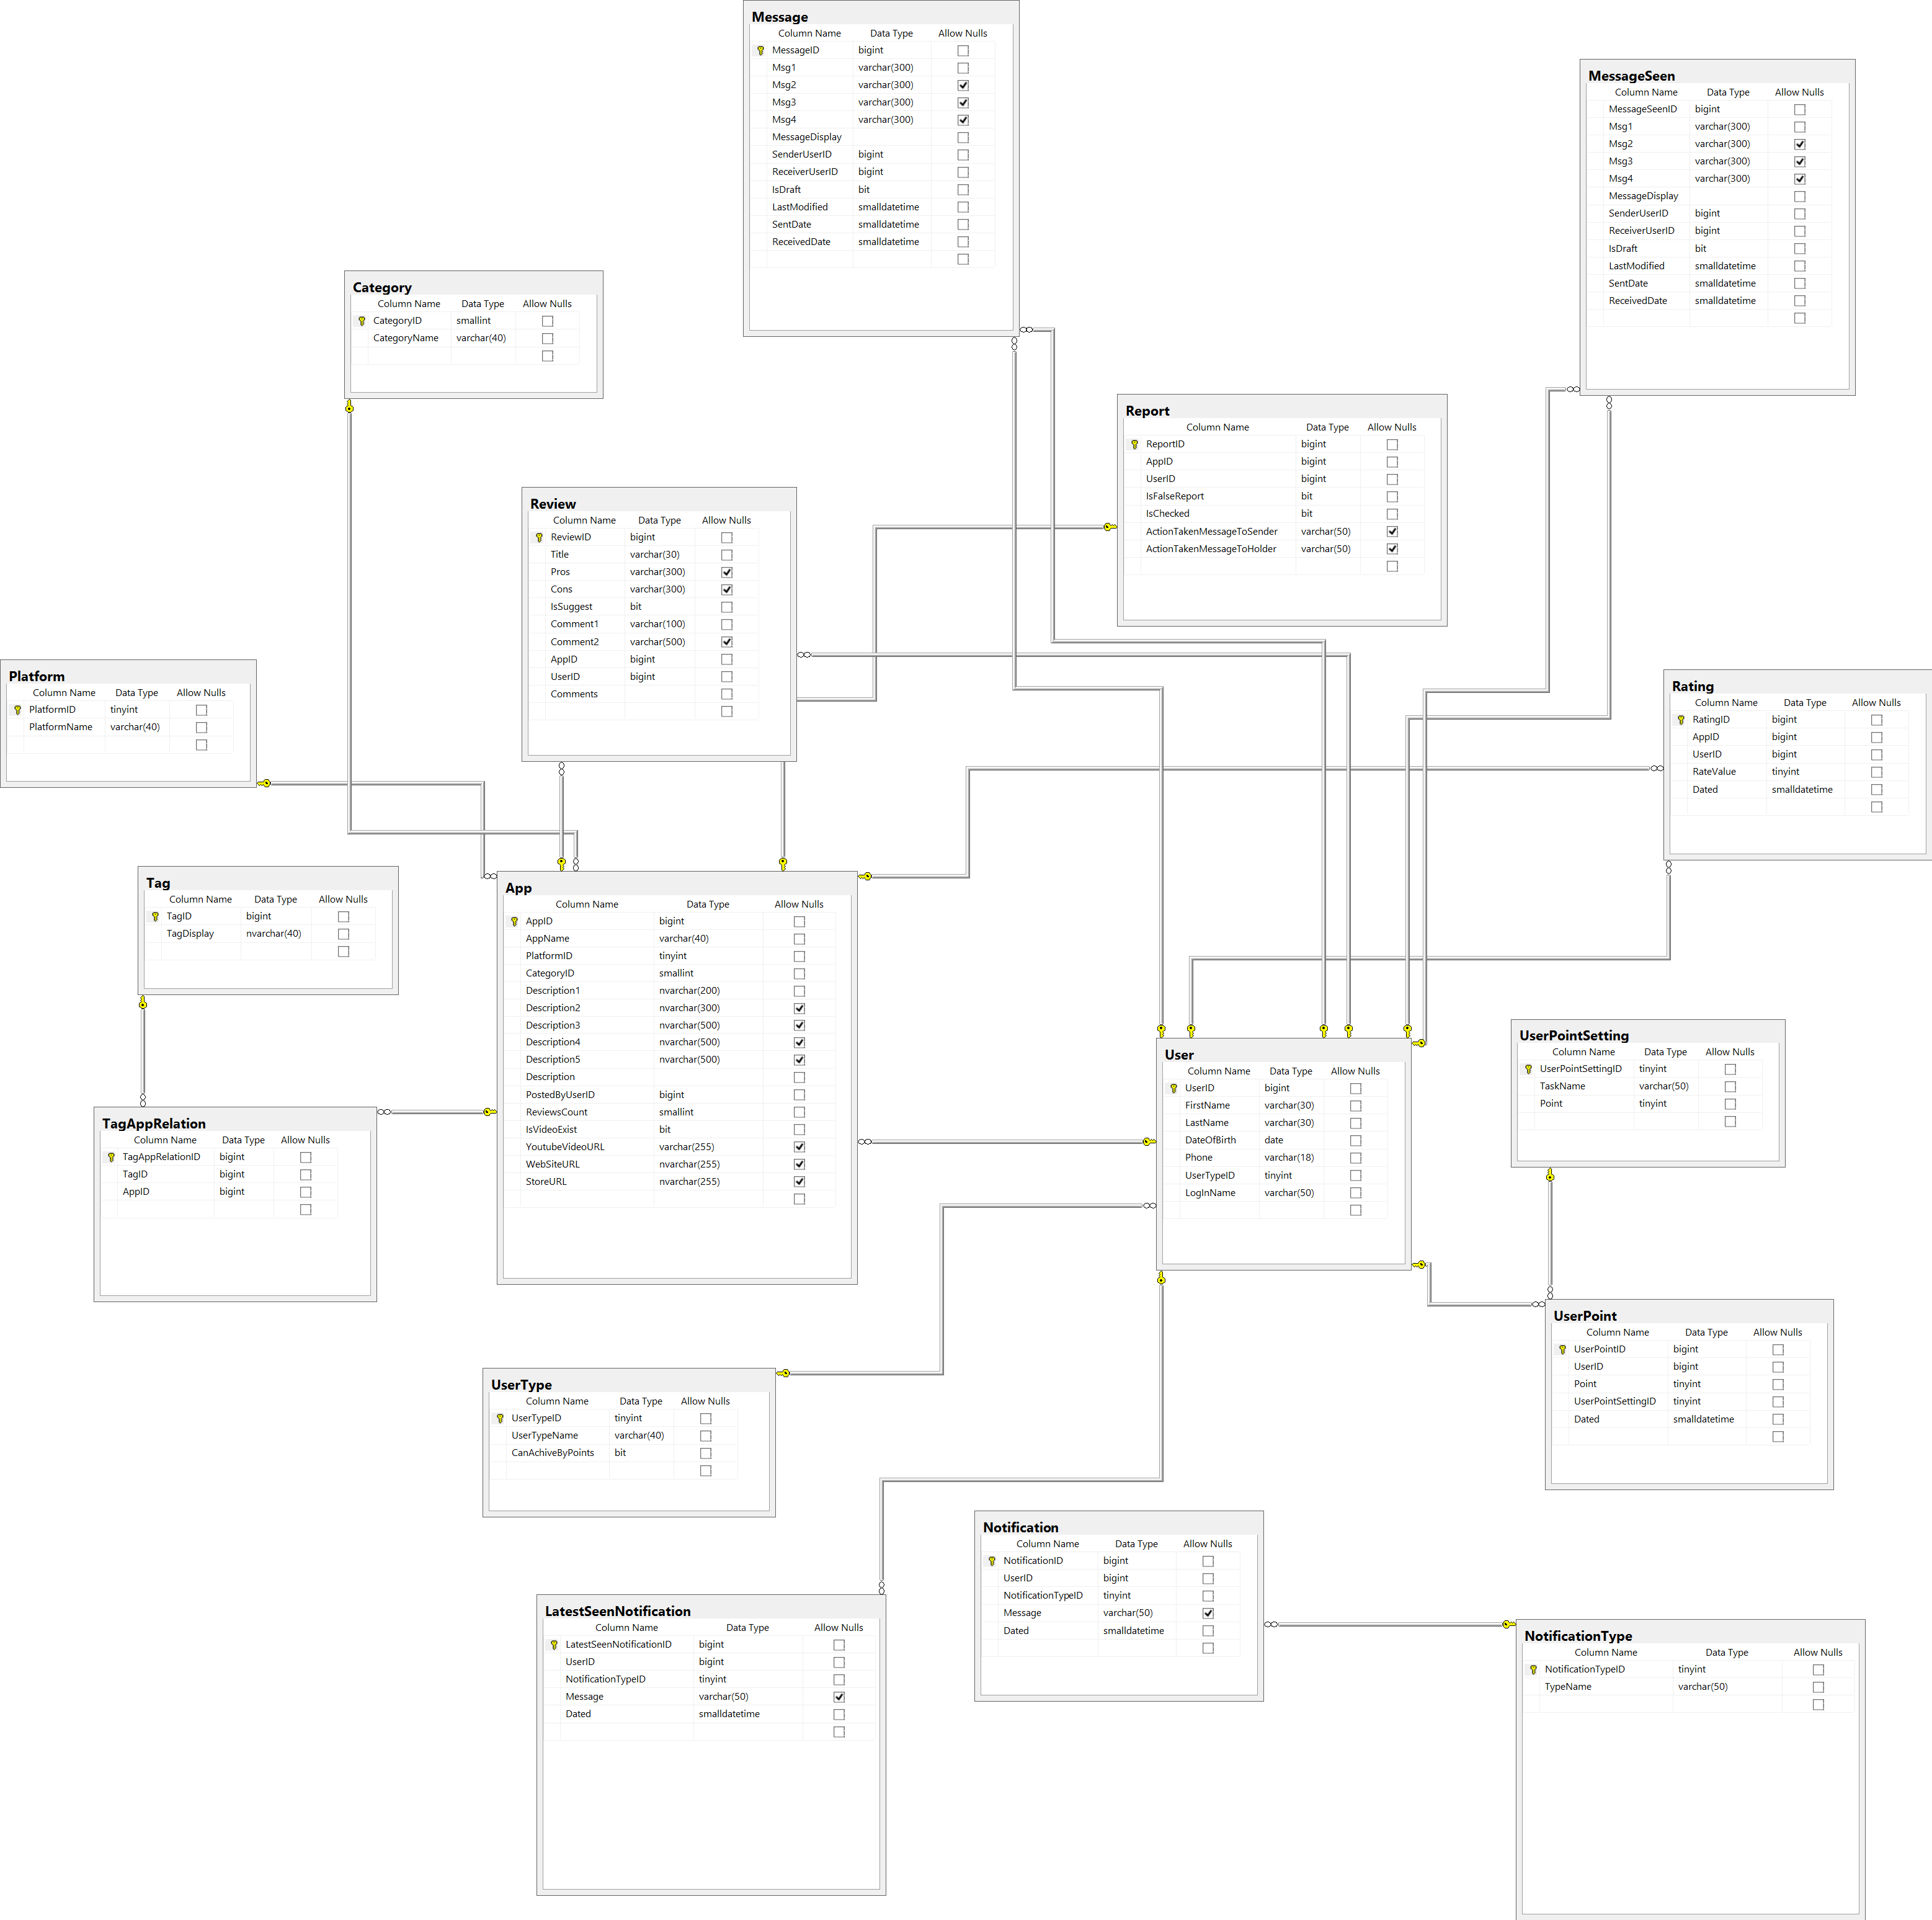 Message
Column Name Data Type Allow Nulls
MessageID bigint
Msg1 varchar(300)
Msg2 varchar(300)
Msg3 varchar(300)
Msg4 varchar(300)
MessageDisplay
SenderUserID bigint
ReceiverUserID bigint
IsDraft bit
LastModified smalldatetime
SentDate smalldatetime
ReceivedDate smalldatetime
MessageSeen
Column Name Data Type Allow Nulls
MessageSeenID bigint
Msg1 varchar(300)
Msg2 varchar(300)
Msg3 varchar(300)
Msg4 varchar(300)
MessageDisplay
SenderUserID bigint
ReceiverUserID bigint
IsDraft bit
LastModified smalldatetime
SentDate smalldatetime
ReceivedDate smalldatetime
Category
Column Name Data Type Allow Nulls
CategoryID smallint
CategoryName varchar(40)
Report
Column Name Data Type Allow Nulls
ReportID bigint
AppID bigint
UserID bigint
IsFalseReport bit
IsChecked bit
ActionTakenMessageToSender varchar(50)
ActionTakenMessageToHolder varchar(50)
Review
Column Name Data Type Allow Nulls
ReviewID bigint
Title varchar(30)
Pros varchar(300)
Cons varchar(300)
IsSuggest bit
Comment1 varchar(100)
Comment2 varchar(500)
AppID bigint
UserID bigint
Comments
Platform
Column Name Data Type Allow Nulls
PlatformID tinyint
PlatformName varchar(40)
Rating
Column Name Data Type Allow Nulls
RatingID bigint
AppID bigint
UserID bigint
RateValue tinyint
Dated smalldatetime
Tag
Column Name Data Type Allow Nulls
TagID bigint
TagDisplay nvarchar(40)
App
Column Name Data Type Allow Nulls
AppID bigint
AppName varchar(40)
PlatformID tinyint
CategoryID smallint
Description1 nvarchar(200)
Description2 nvarchar(300)
Description3 nvarchar(500)
Description4 nvarchar(500)
Description5 nvarchar(500)
Description
PostedByUserID bigint
ReviewsCount smallint
IsVideoExist bit
YoutubeVideoURL varchar(255)
WebSiteURL nvarchar(255)
StoreURL nvarchar(255)
User
Column Name Data Type Allow Nulls
UserID bigint
FirstName varchar(30)
LastName varchar(30)
DateOfBirth date
Phone varchar(18)
UserTypeID tinyint
LogInName varchar(50)
UserPointSetting
Column Name Data Type Allow Nulls
UserPointSettingID tinyint
TaskName varchar(50)
Point tinyint
TagAppRelation
Column Name Data Type Allow Nulls
TagAppRelationID bigint
TagID bigint
AppID bigint
UserPoint
Column Name Data Type Allow Nulls
UserPointID bigint
UserID bigint
Point tinyint
UserPointSettingID tinyint
Dated smalldatetime
UserType
Column Name Data Type Allow Nulls
UserTypeID tinyint
UserTypeName varchar(40)
CanAchiveByPoints bit
Notification
Column Name Data Type Allow Nulls
NotificationID bigint
UserID bigint
NotificationTypeID tinyint
Message varchar(50)
Dated smalldatetime
LatestSeenNotification
Column Name Data Type Allow Nulls
LatestSeenNotificationID bigint
UserID bigint
NotificationTypeID tinyint
Message varchar(50)
Dated smalldatetime
NotificationType
Column Name Data Type Allow Nulls
NotificationTypeID tinyint
TypeName varchar(50)